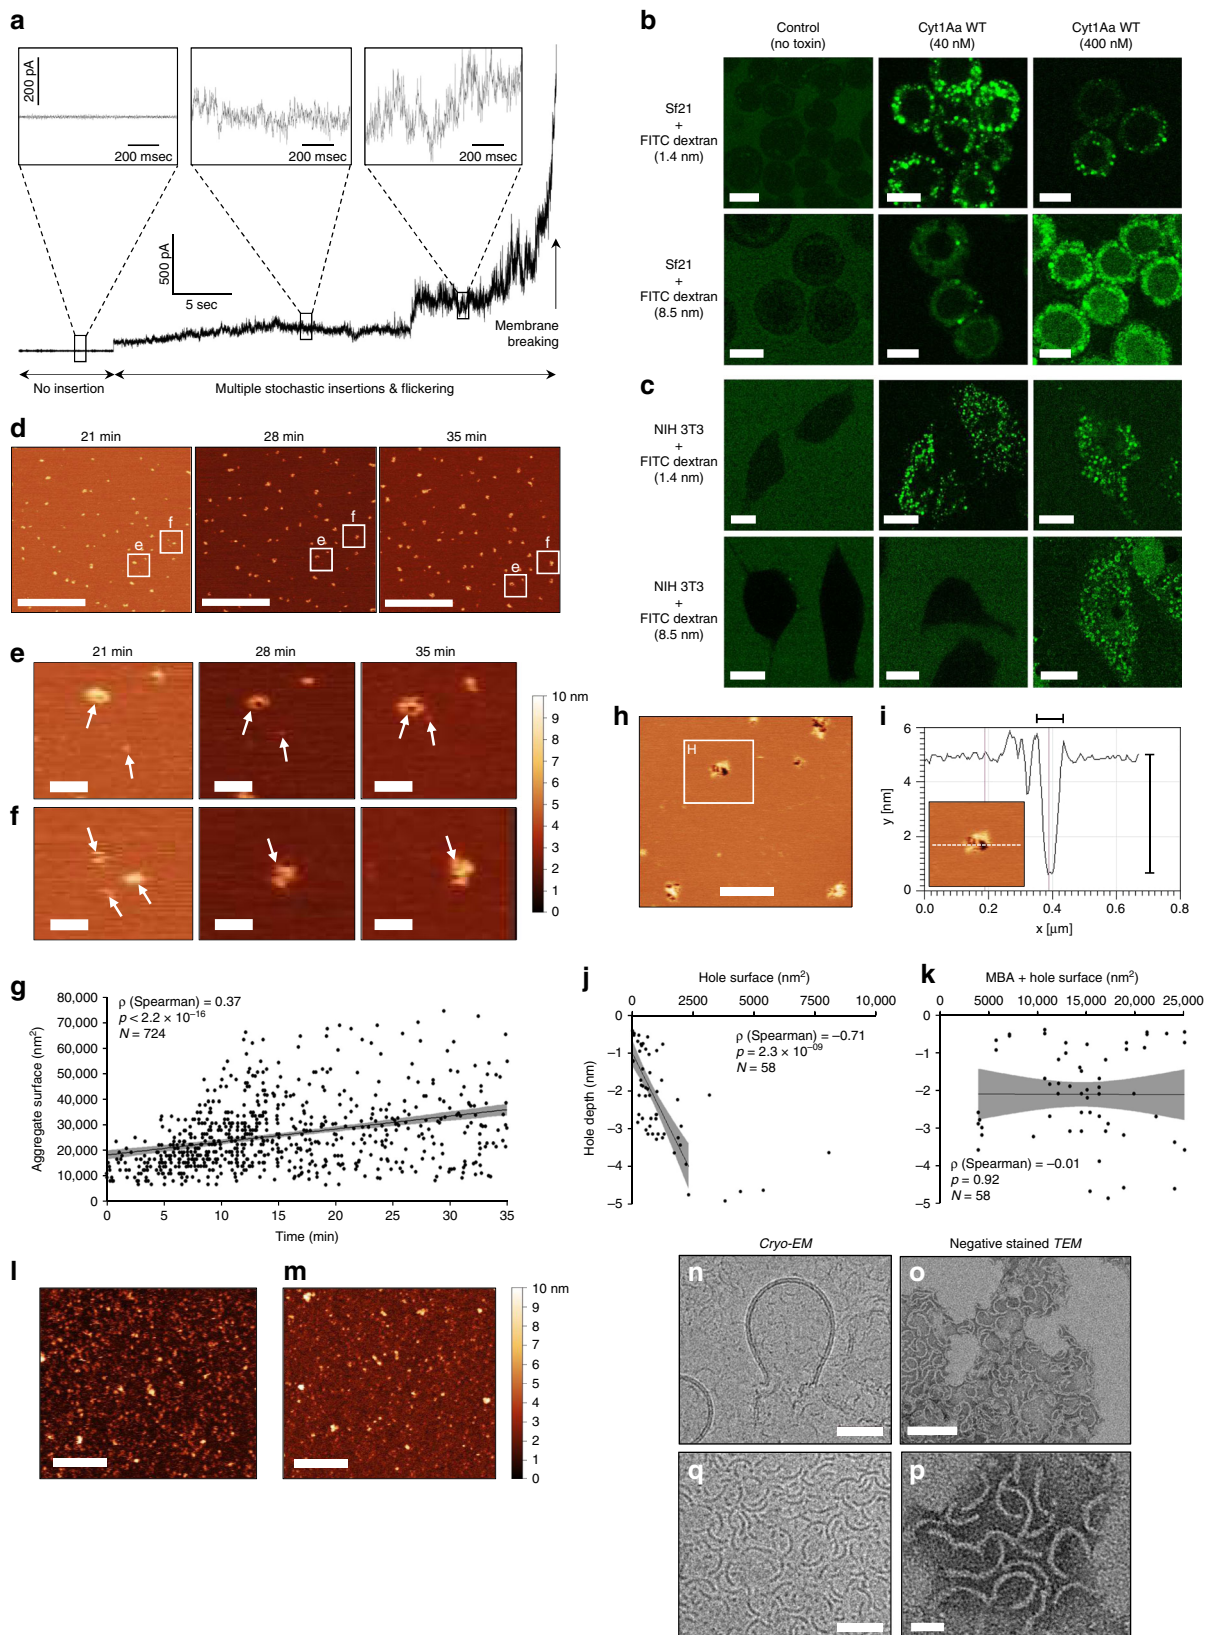 a
200 pA
200 msec
200 msec
200 msec
500 pA
5 sec
Membrane
breaking
No insertion
Multiple stochastic insertions & flickering
b
Control
(no toxin)
Cyt1Aa WT
(40 nM)
Cyt1Aa WT
(400 nM)
Sf21
+
FITC dextran
(1.4 nm)
Sf21
+
FITC dextran
(8.5 nm)
c
NIH 3T3
+
FITC dextran
(1.4 nm)
NIH 3T3
+
FITC dextran
(8.5 nm)
d
21 min
28 min
35 min
e
f
e
f
e
f
e
21 min
28 min
35 min
f
10 nm
9
8
7
6
5
4
3
2
1
0
h
H
i
6
4
2
0
y [nm]
0.0
0.2
0.4
0.6
0.8
x [µm]
g
ρ (Spearman) = 0.37
p < 2.2 × 10⁻¹⁶
N = 724
Aggregate surface (nm²)
80,000
70,000
60,000
50,000
40,000
30,000
20,000
10,000
0
0
5
10
15
20
25
30
35
Time (min)
j
Hole surface (nm²)
0
2500
5000
7500
10,000
0
−1
−2
−3
−4
−5
Hole depth (nm)
ρ (Spearman) = −0.71
p = 2.3 × 10⁻⁰⁹
N = 58
k
MBA + hole surface (nm²)
0
5000
10,000
15,000
20,000
25,000
0
−1
−2
−3
−4
−5
ρ (Spearman) = −0.01
p = 0.92
N = 58
l
m
10 nm
9
8
7
6
5
4
3
2
1
0
Cryo-EM
Negative stained TEM
n
o
q
p